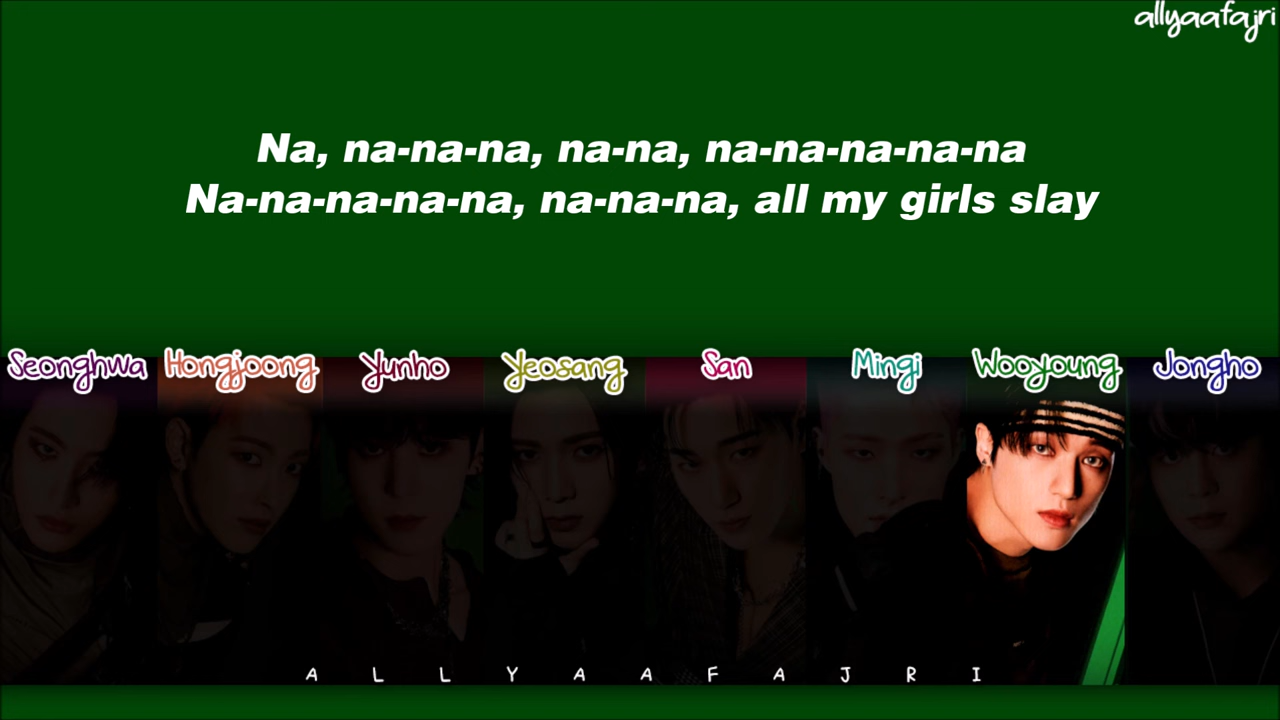 allyaafajri
Na, na-na-na, na-na, na-na-na-na-na
Na-na-na-na-na, na-na-na, all my girls slay
Seonghwa Hongjoong Yunho Yeosang San Mingi Wooyoung Jongho
ALLYAAFAJRI